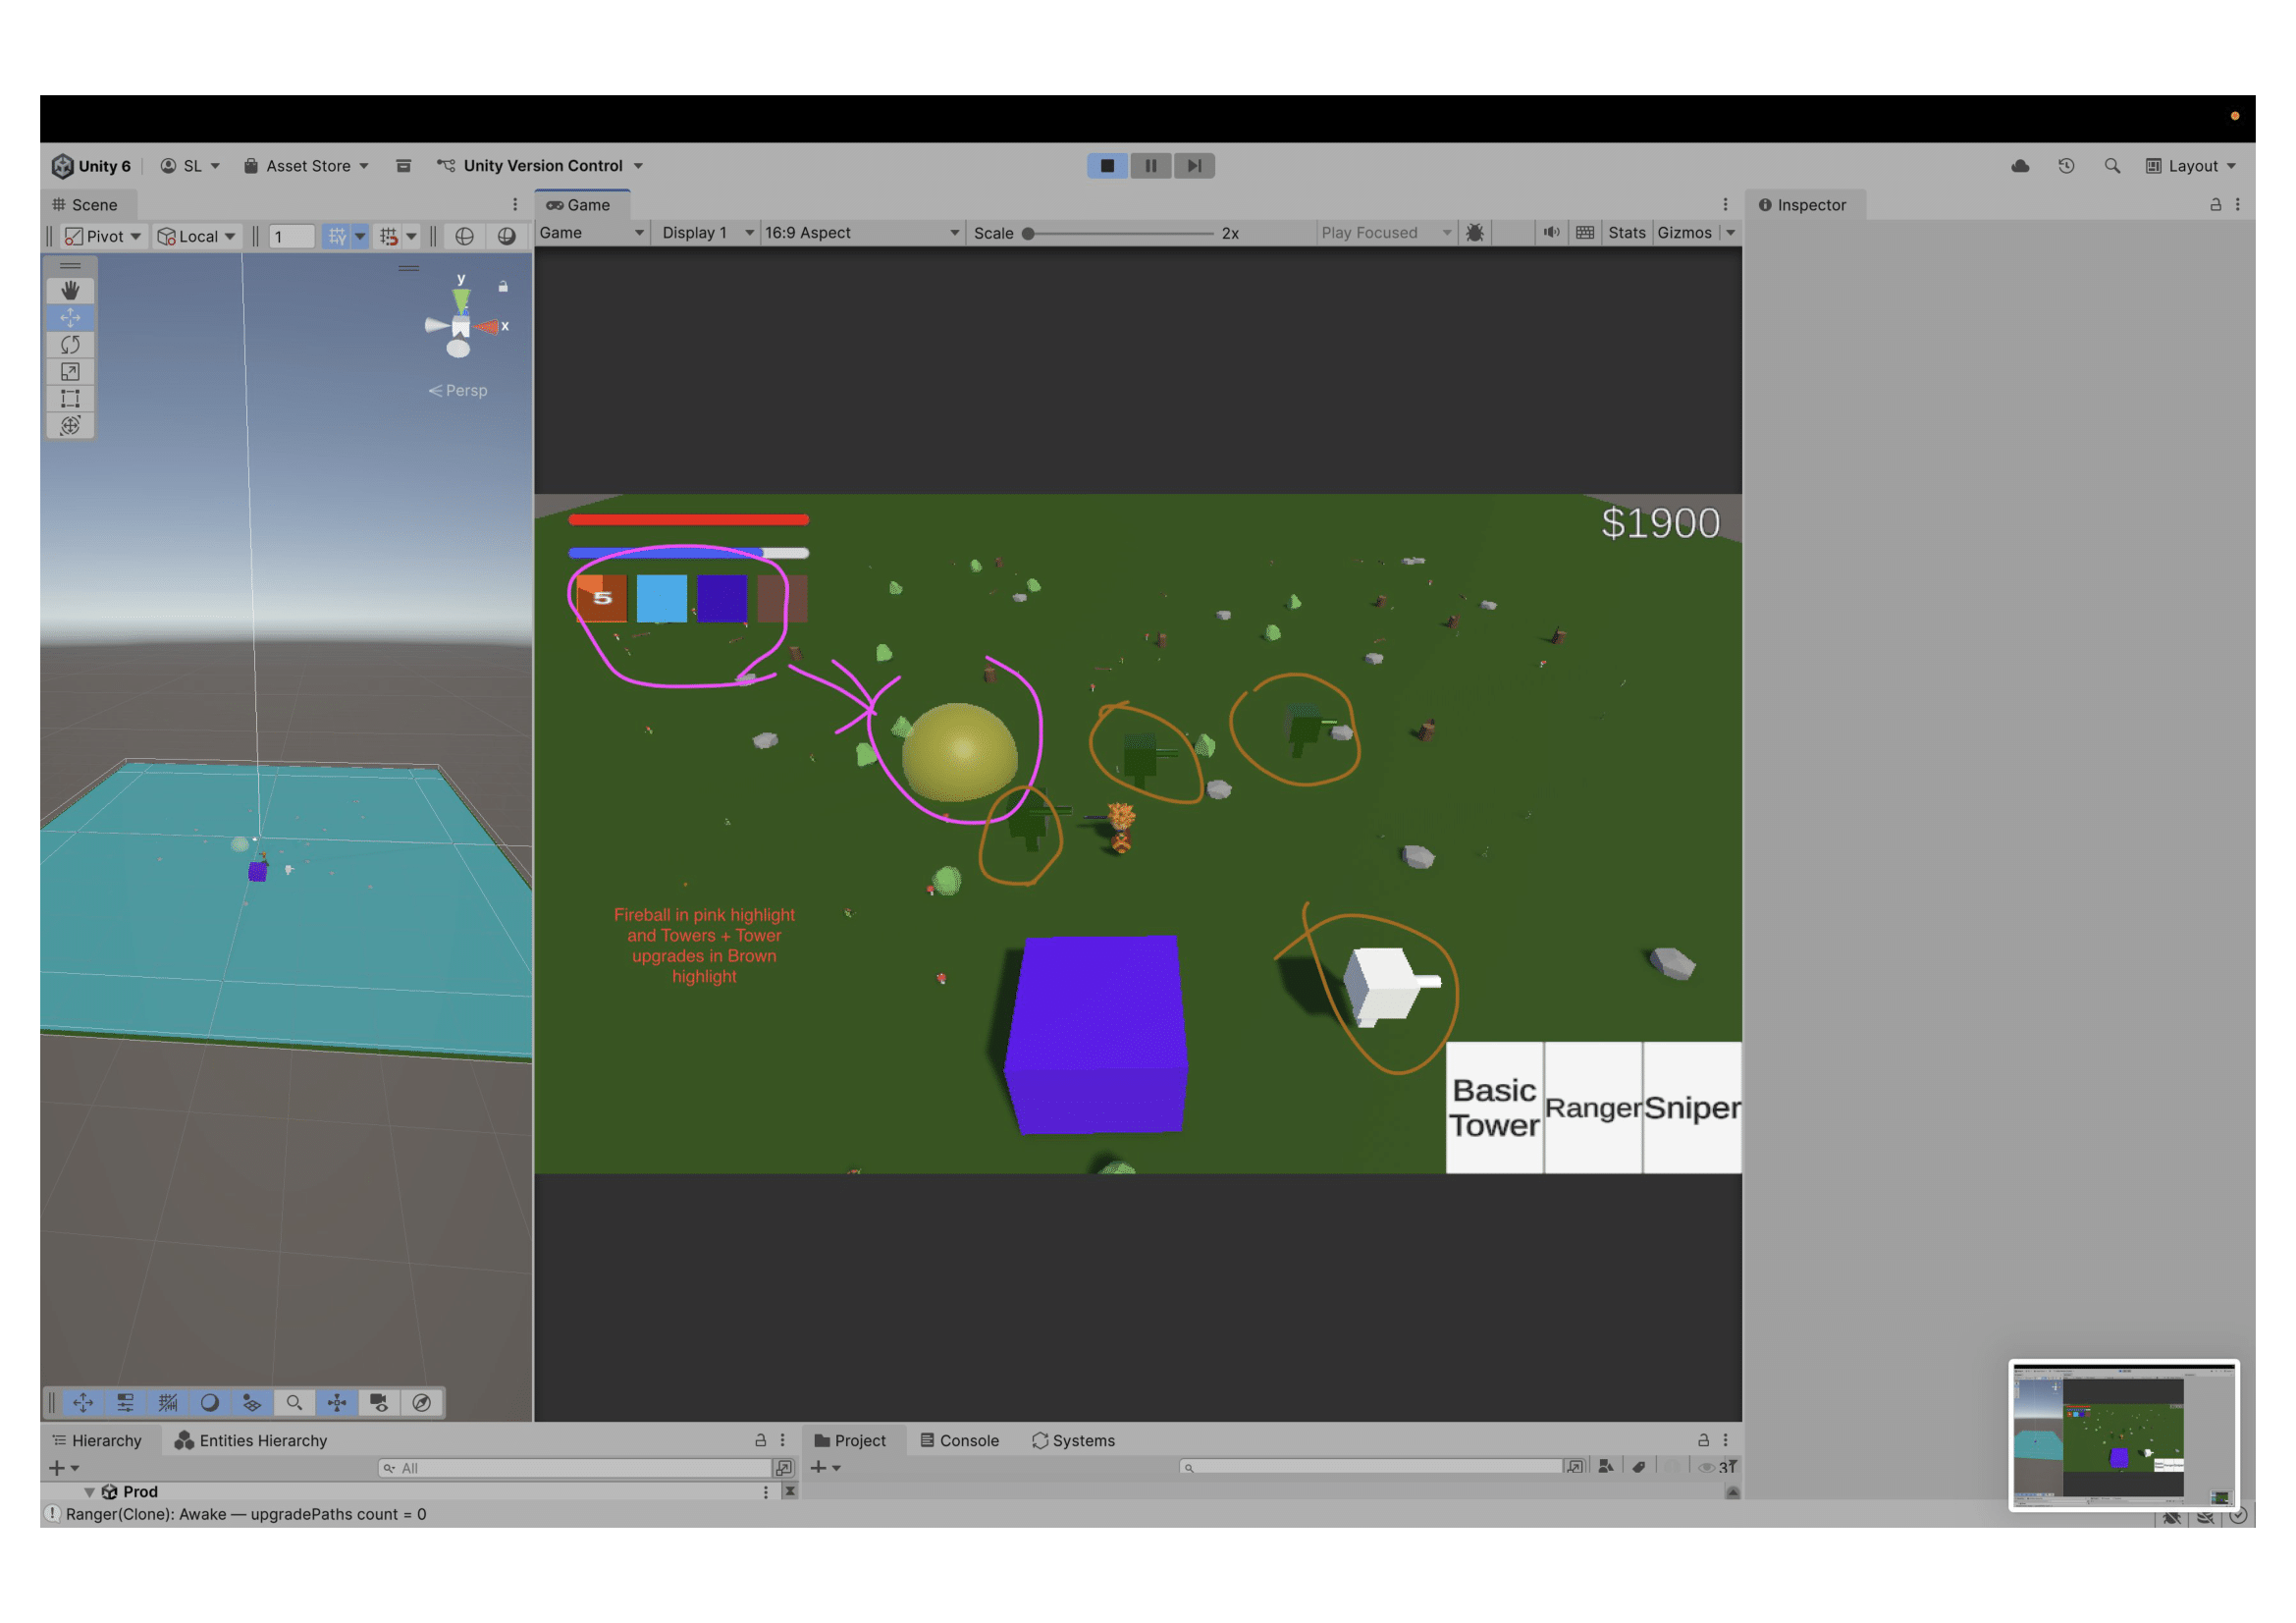 Unity 6 SL Asset Store Unity Version Control Layout
Scene Game Inspector
Pivot Local 1 Game Display 1 16:9 Aspect Scale 2x Play Focused Stats Gizmos
y
x
Persp
$1900
5
Fireball in pink highlight
and Towers + Tower
upgrades in Brown
highlight
Basic
Tower
Ranger
Sniper
Hierarchy Entities Hierarchy Project Console Systems
All
Prod
Ranger(Clone): Awake — upgradePaths count = 0